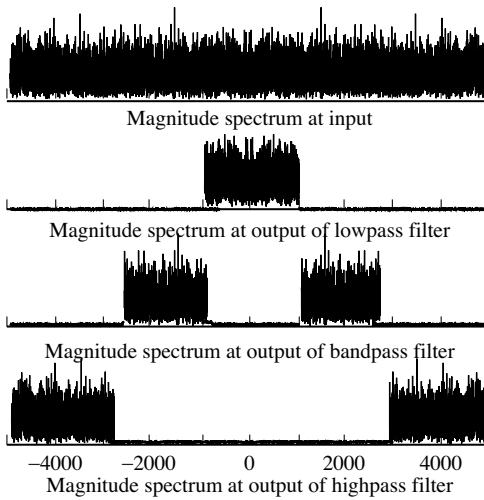 Magnitude spectrum at input
Magnitude spectrum at output of lowpass filter
Magnitude spectrum at output of bandpass filter
−4000 −2000 0 2000 4000
Magnitude spectrum at output of highpass filter